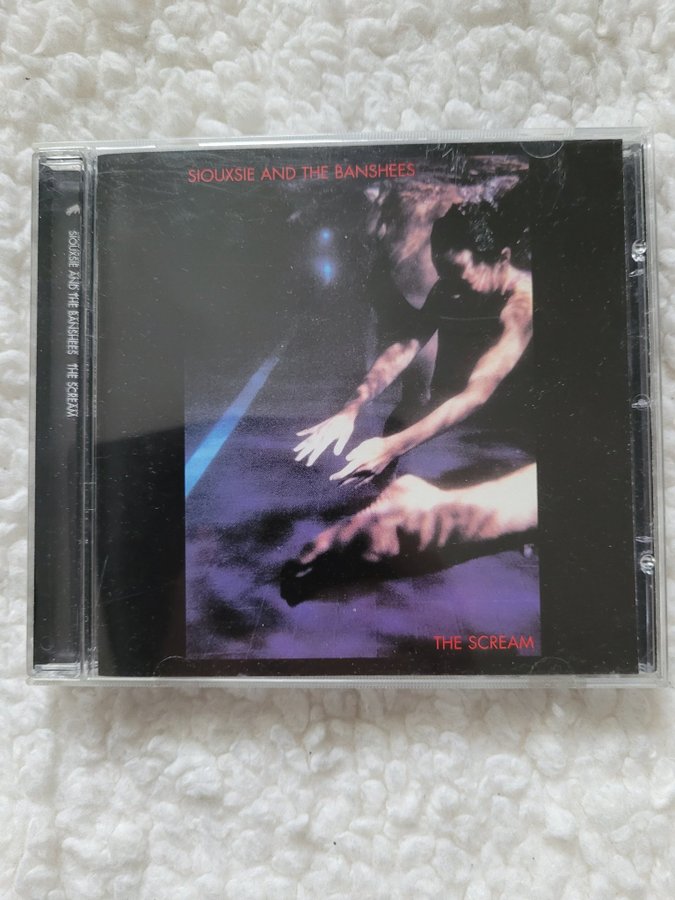 SIOUXSIE AND THE BANSHEES
THE SCREAM
SIOUXSIE AND THE BANSHEES THE SCREAM